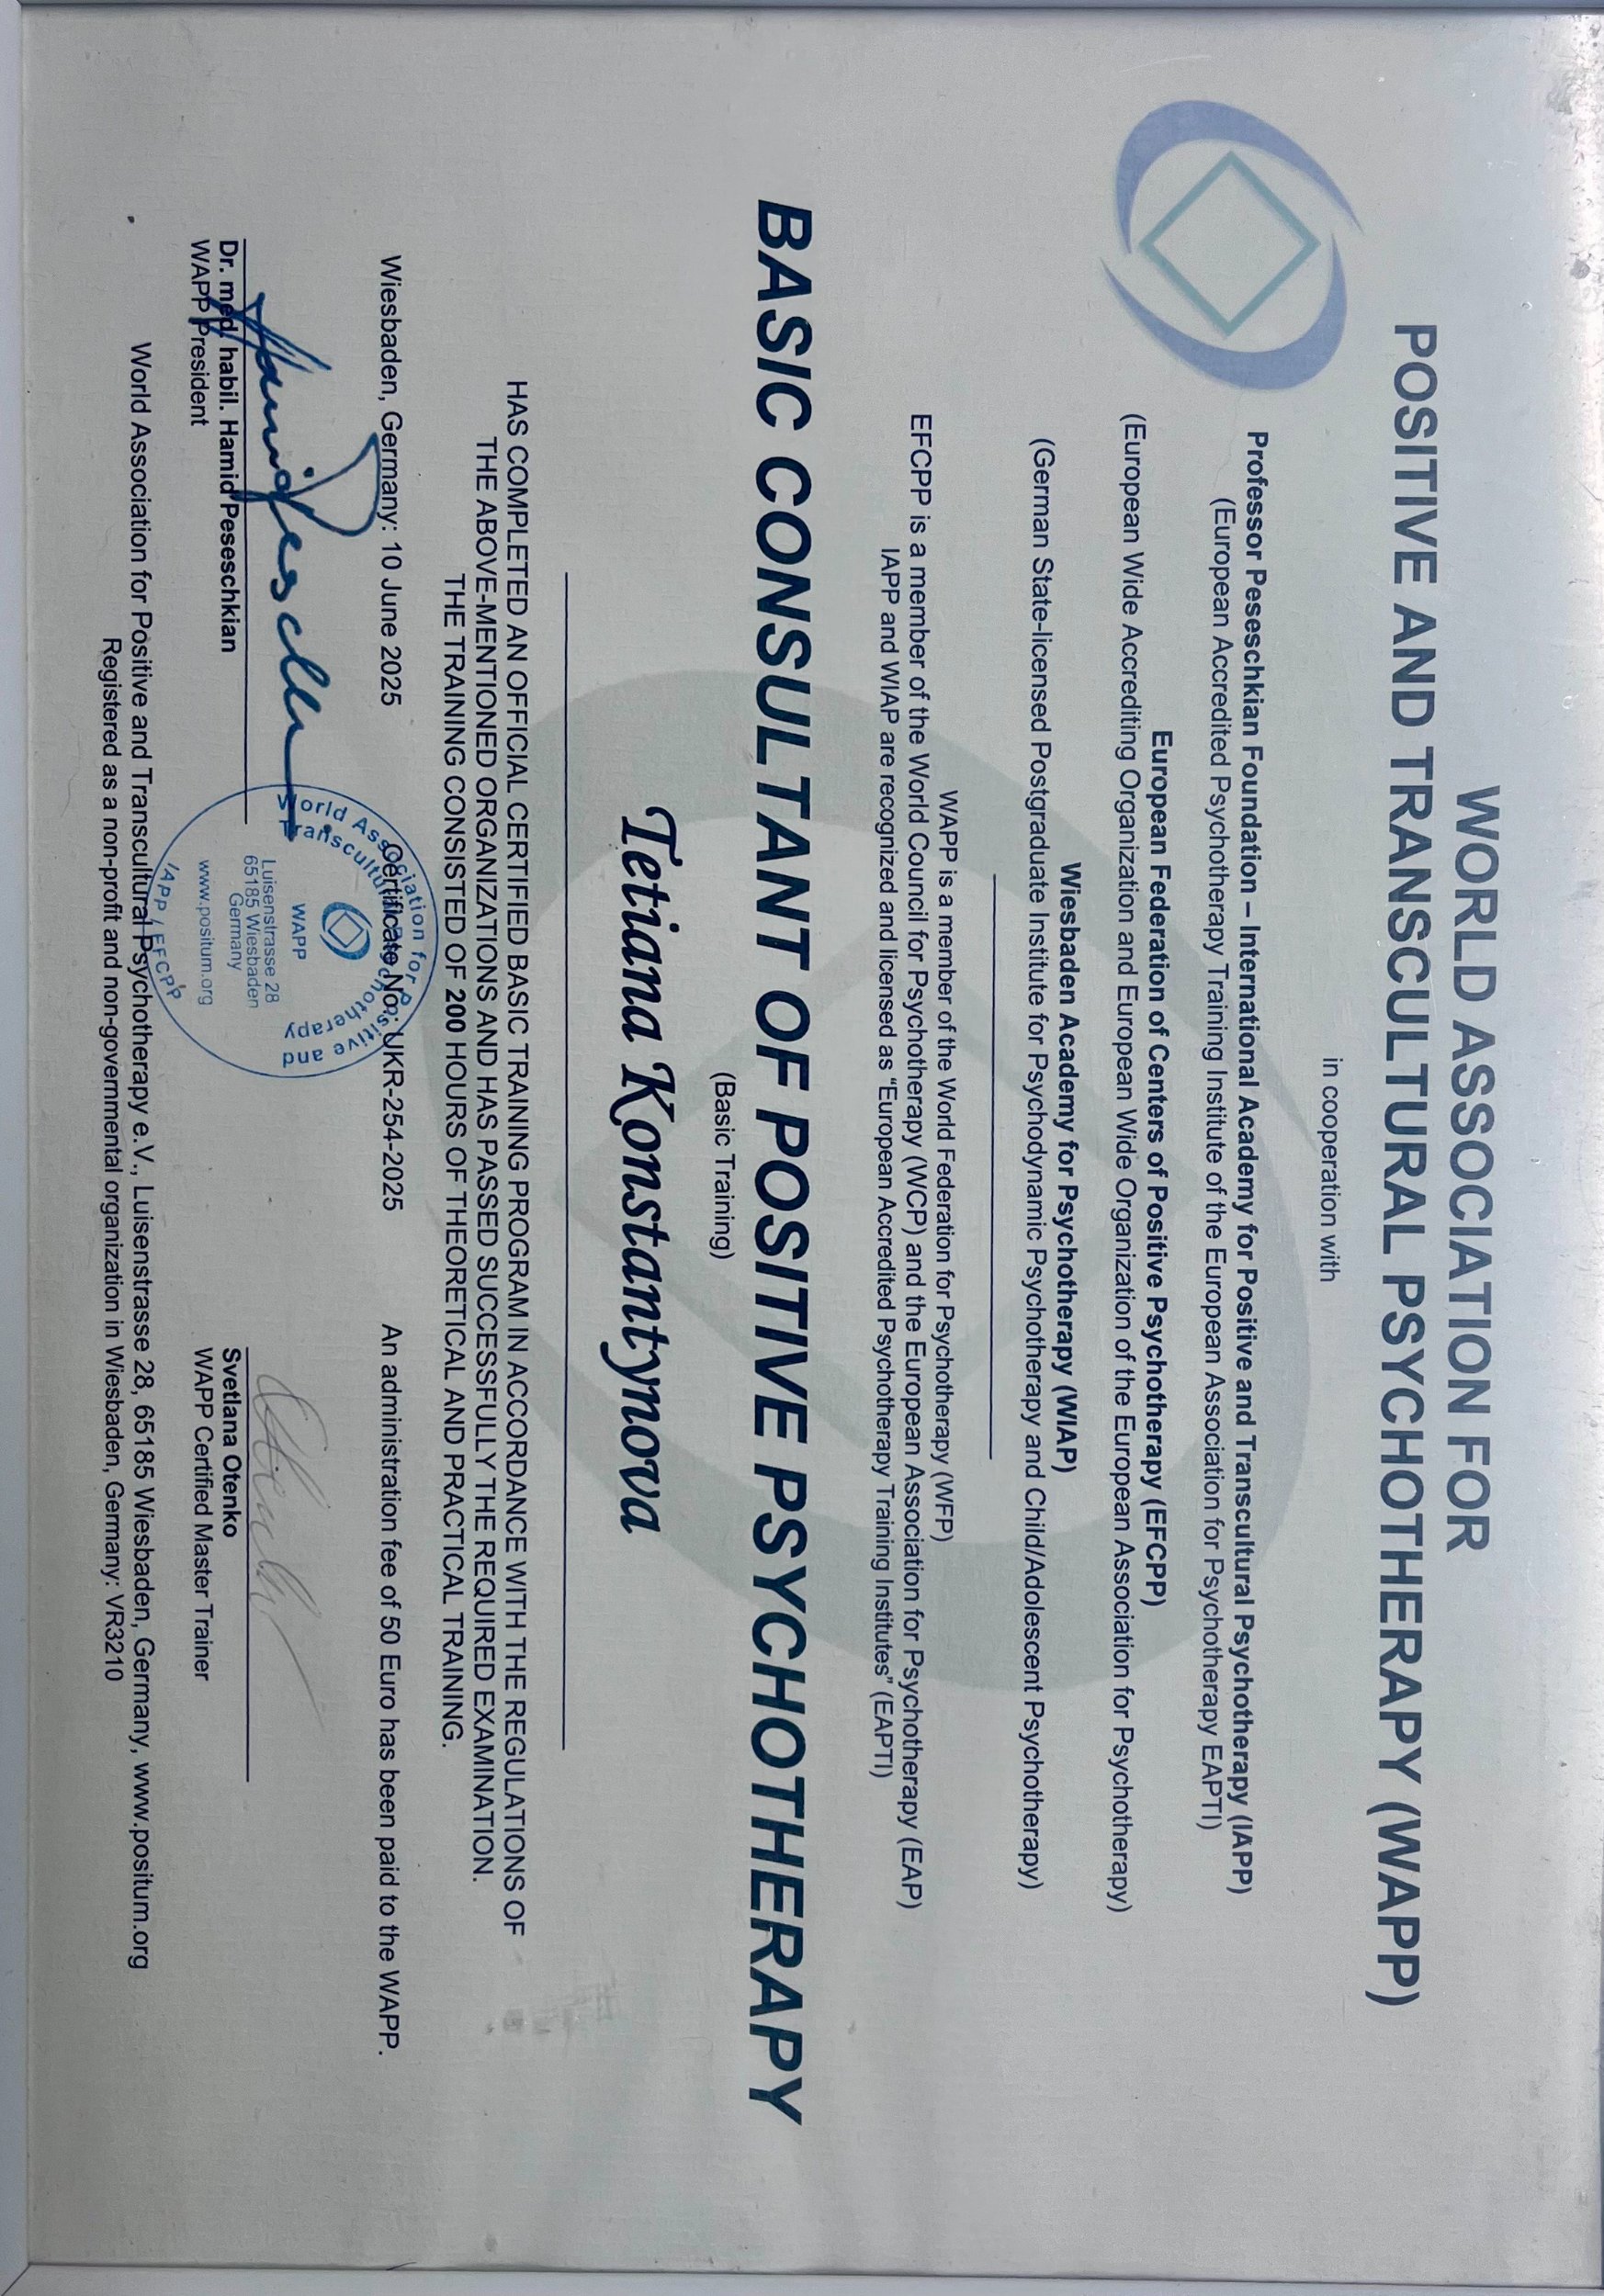 WORLD ASSOCIATION FOR
POSITIVE AND TRANSCULTURAL PSYCHOTHERAPY (WAPP)
in cooperation with
Professor Peseschkian Foundation – International Academy for Positive and Transcultural Psychotherapy (IAPP)
(European Accredited Psychotherapy Training Institute of the European Association for Psychotherapy EAPTI)
European Federation of Centers of Positive Psychotherapy (EFCPP)
(European Wide Accrediting Organization and European Wide Organization of the European Association for Psychotherapy)
Wiesbaden Academy for Psychotherapy (WIAP)
(German State-licensed Postgraduate Institute for Psychodynamic Psychotherapy and Child/Adolescent Psychotherapy)
WAPP is a member of the World Federation for Psychotherapy (WFP)
EFCPP is a member of the World Council for Psychotherapy (WCP) and the European Association for Psychotherapy (EAP)
IAPP and WIAP are recognized and licensed as "European Accredited Psychotherapy Training Institutes" (EAPTI)
BASIC CONSULTANT OF POSITIVE PSYCHOTHERAPY
(Basic Training)
Tetiana Konstantynova
HAS COMPLETED AN OFFICIAL CERTIFIED BASIC TRAINING PROGRAM IN ACCORDANCE WITH THE REGULATIONS OF
THE ABOVE-MENTIONED ORGANIZATIONS AND HAS PASSED SUCCESSFULLY THE REQUIRED EXAMINATION.
THE TRAINING CONSISTED OF 200 HOURS OF THEORETICAL AND PRACTICAL TRAINING.
Wiesbaden, Germany: 10 June 2025 Certificate No.: UKR-254-2025 An administration fee of 50 Euro has been paid to the WAPP.
World Association for Positive and
Transcultural Psychotherapy
WAPP
Luisenstrasse 28
65185 Wiesbaden
Germany
www.positum.org
IAPP / EFCPP
Dr. med. habil. Hamid Peseschkian
WAPP President
Svetlana Otenko
WAPP Certified Master Trainer
World Association for Positive and Transcultural Psychotherapy e.V., Luisenstrasse 28, 65185 Wiesbaden, Germany, www.positum.org
Registered as a non-profit and non-governmental organization in Wiesbaden, Germany: VR3210